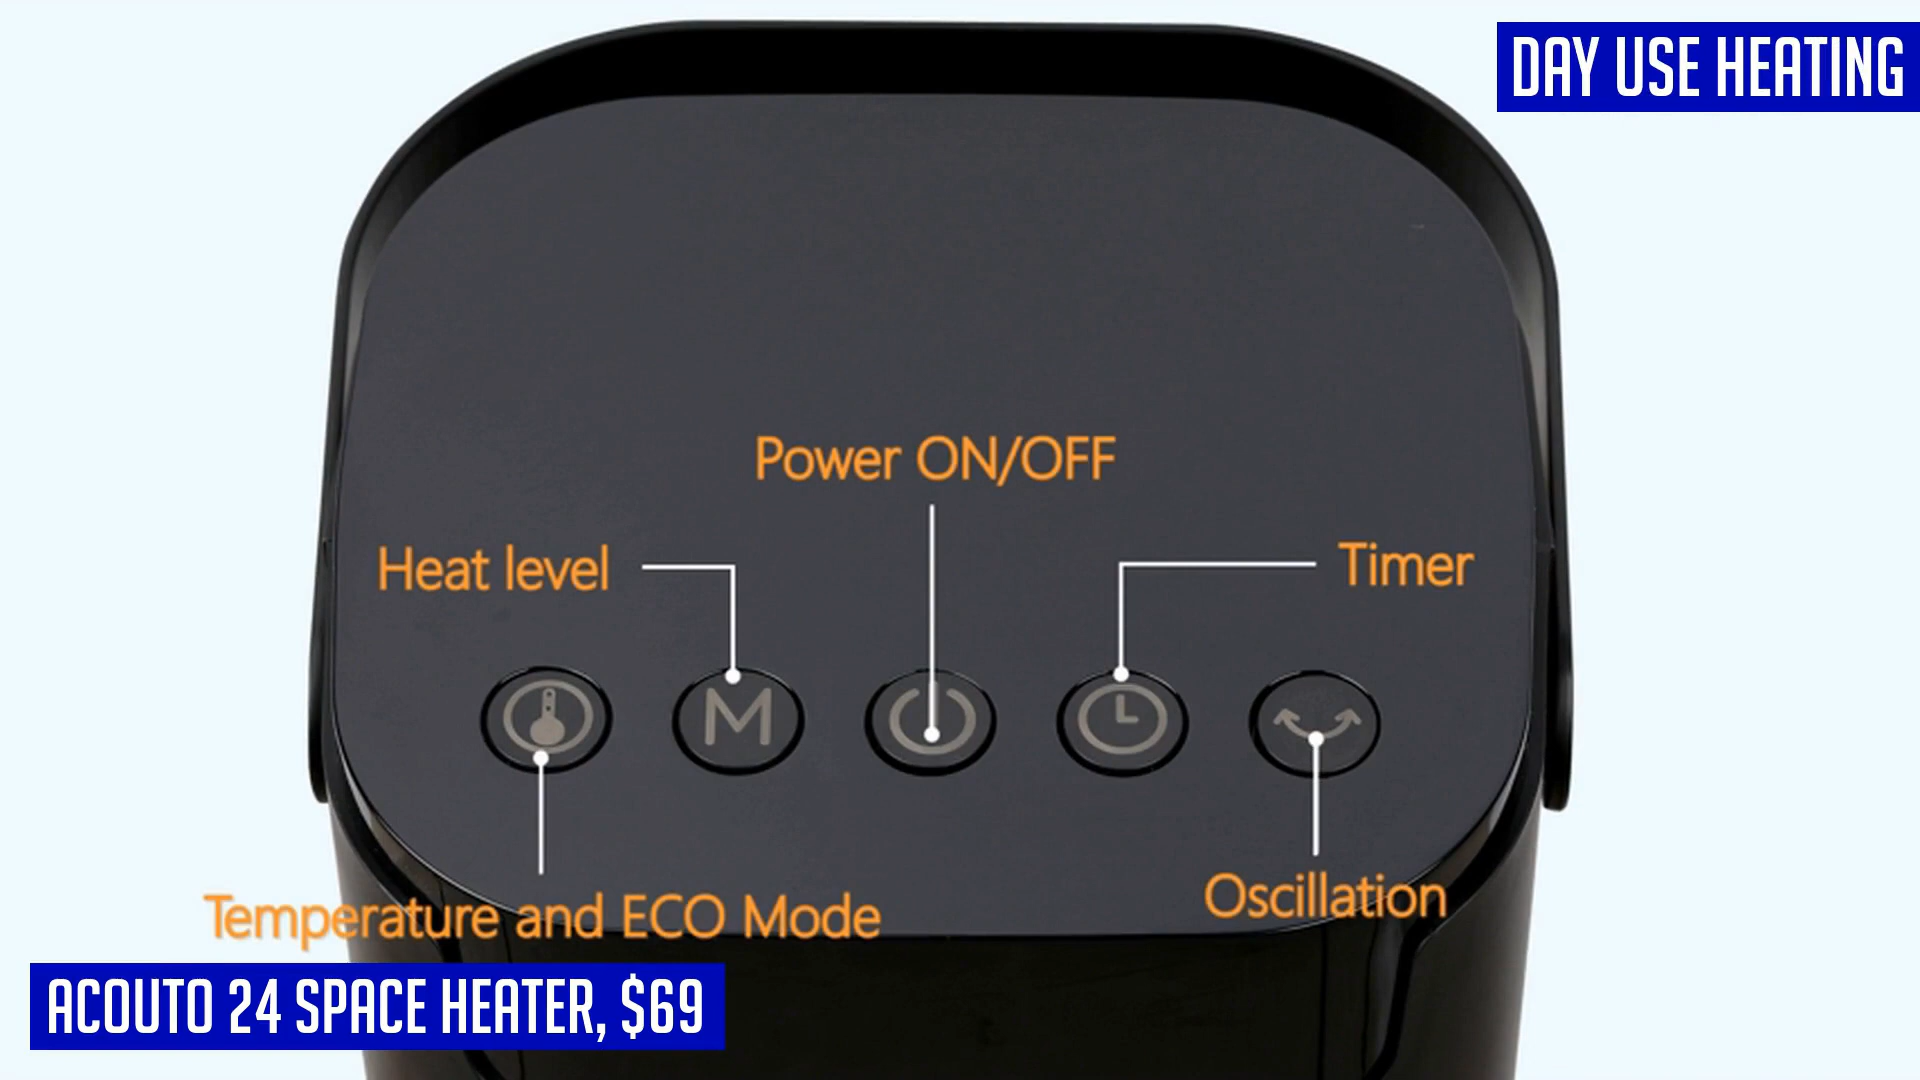 DAY USE HEATING
Power ON/OFF
Heat level
Timer
M
Temperature and ECO Mode
Oscillation
ACOUTO 24 SPACE HEATER, $69